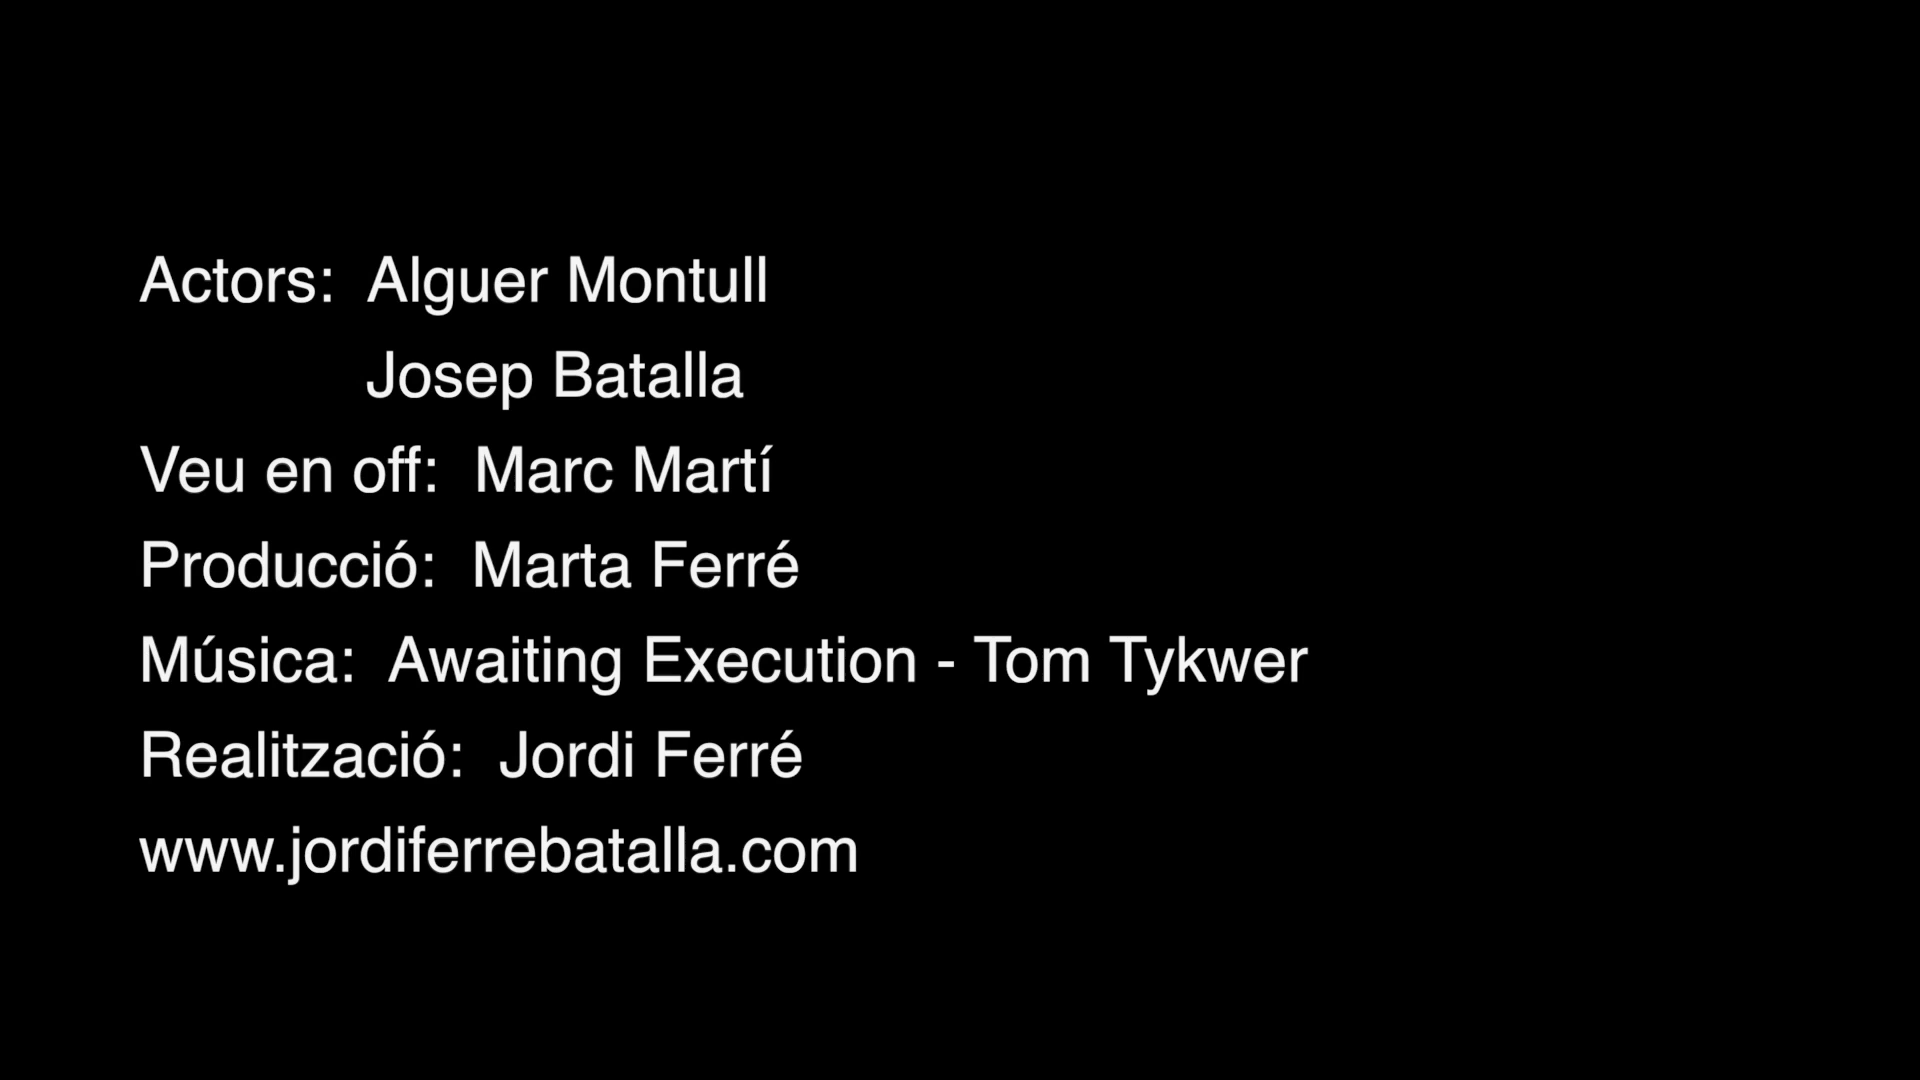 Actors: Alguer Montull
Josep Batalla
Veu en off: Marc Martí
Producció: Marta Ferré
Música: Awaiting Execution - Tom Tykwer
Realització: Jordi Ferré
www.jordiferrebatalla.com